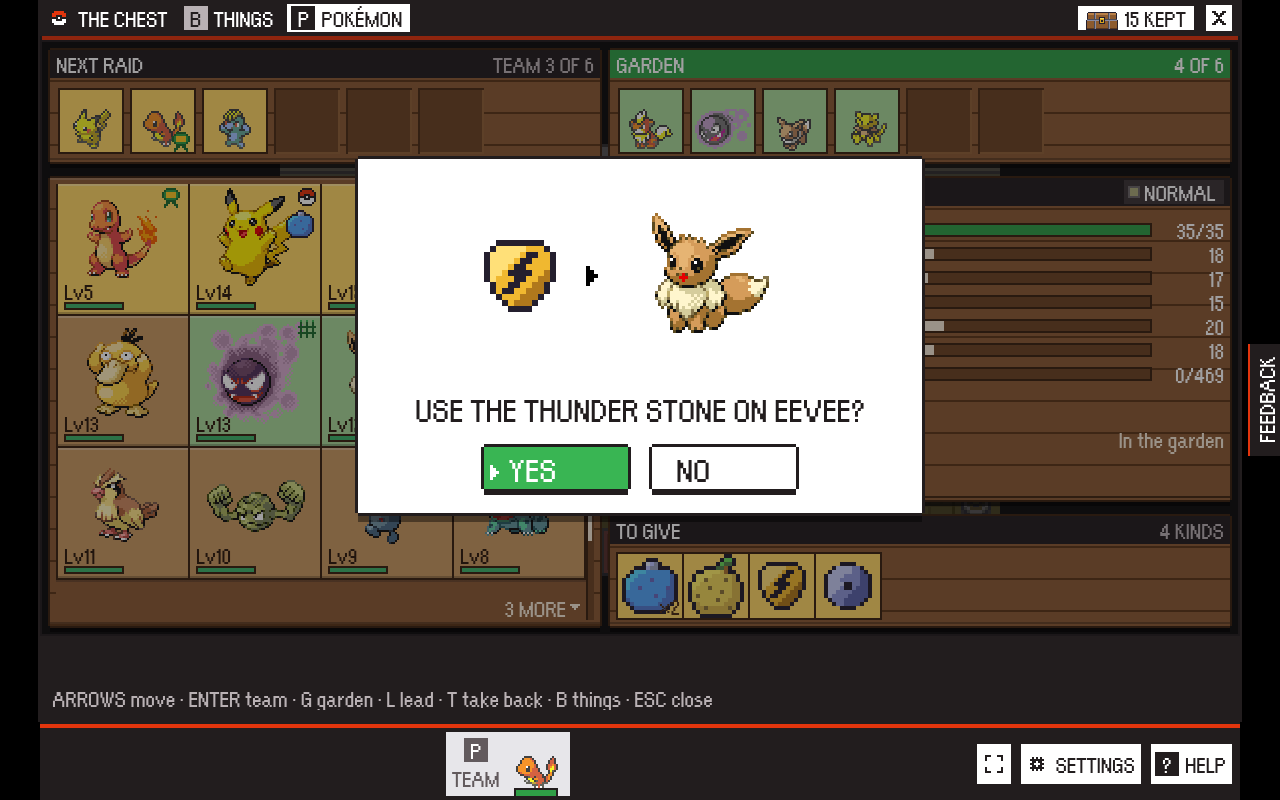 THE CHEST B THINGS P POKÉMON 15 KEPT X
NEXT RAID TEAM 3 OF 6
GARDEN 4 OF 6
NORMAL
Lv5 Lv14
35/35
18
17
15
20
18
0/469
Lv13 Lv13
In the garden
USE THE THUNDER STONE ON EEVEE?
YES NO
Lv11 Lv10 Lv9 Lv8
3 MORE
TO GIVE 4 KINDS
FEEDBACK
ARROWS move · ENTER team · G garden · L lead · T take back · B things · ESC close
P
TEAM
SETTINGS ? HELP